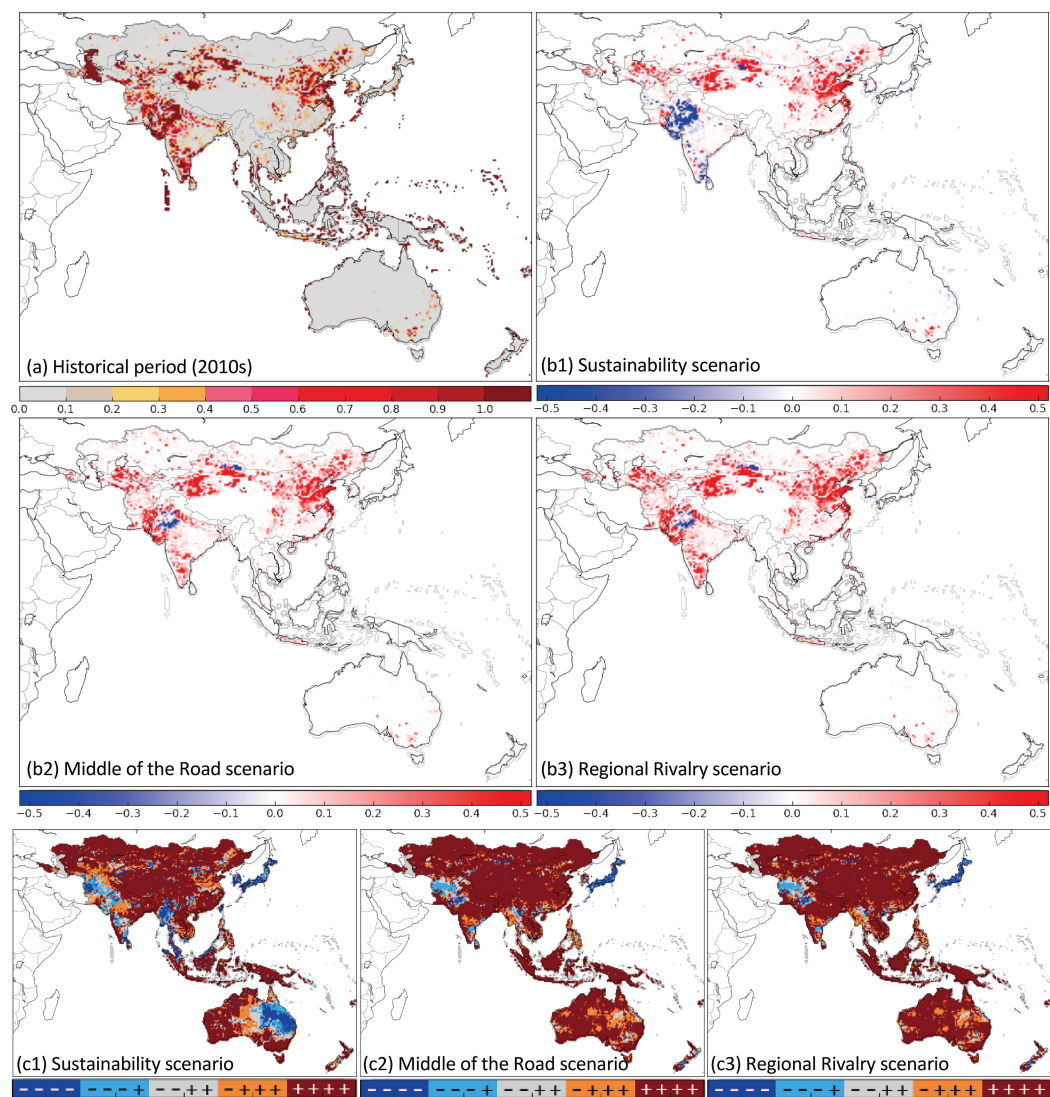 (a) Historical period (2010s)
(b1) Sustainability scenario
0.0 0.1 0.2 0.3 0.4 0.5 0.6 0.7 0.8 0.9 1.0
−0.5 −0.4 −0.3 −0.2 −0.1 0.0 0.1 0.2 0.3 0.4 0.5
(b2) Middle of the Road scenario
(b3) Regional Rivalry scenario
−0.5 −0.4 −0.3 −0.2 −0.1 0.0 0.1 0.2 0.3 0.4 0.5
−0.5 −0.4 −0.3 −0.2 −0.1 0.0 0.1 0.2 0.3 0.4 0.5
(c1) Sustainability scenario
(c2) Middle of the Road scenario
(c3) Regional Rivalry scenario
− − − − − − − + − − + + − + + + + + + +
− − − − − − − + − − + + − + + + + + + +
− − − − − − − + − − + + − + + + + + + +